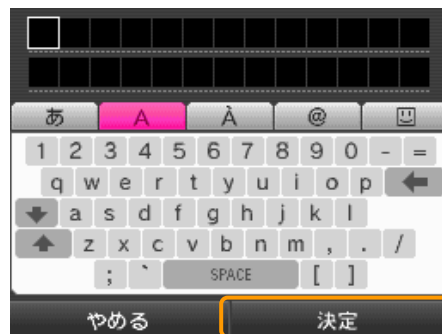 あ A À @
1 2 3 4 5 6 7 8 9 0 - =
q w e r t y u i o p
a s d f g h j k l
z x c v b n m , . /
; ` SPACE [ ]
やめる 決定